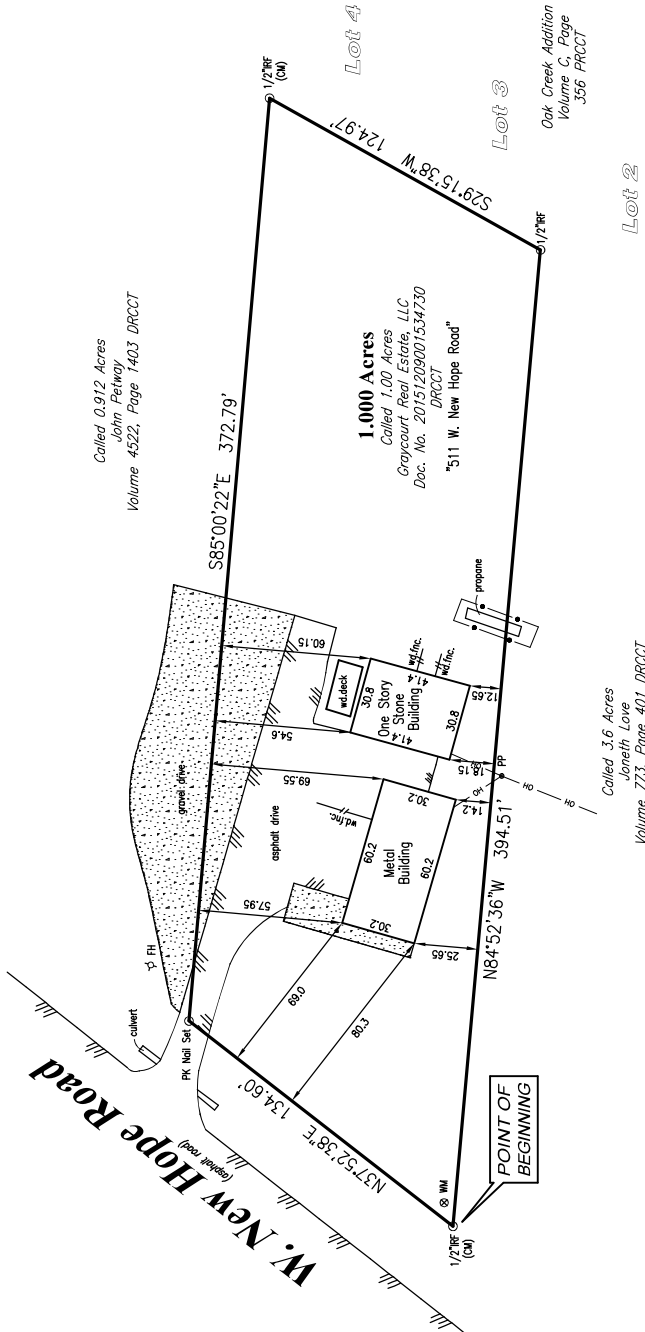 W. New Hope Road
(asphalt road)
culvert
FH
PK Nail Set
gravel drive
asphalt drive
Called 0.912 Acres
John Petway
Volume 4522, Page 1403 DRCCT
S85°00'22"E 372.79'
1/2"IRF
(CM)
Lot 4
S29°15'38"W 124.97'
Lot 3
Oak Creek Addition
Volume C, Page
356 PRCCT
1/2"IRF
Lot 2
1.000 Acres
Called 1.00 Acres
Graycourt Real Estate, LLC
Doc. No. 20151209001534730
DRCCT
"511 W. New Hope Road"
57.95
69.55
54.6
60.15
wd.deck
30.8
One Story
Stone
Building
41.4
41.4
30.8
wd.fnc.
wd.fnc.
propane
12.65
18.15
PP
OH
OH
OH
OH
wd.fnc.
60.2
Metal
Building
30.2
30.2
60.2
14.2
25.65
69.0
80.3
N37°52'38"E 134.60'
N84°52'36"W 394.51'
WM
1/2"IRF
(CM)
POINT OF
BEGINNING
Called 3.6 Acres
Joneth Love
Volume 773, Page 401 DRCCT